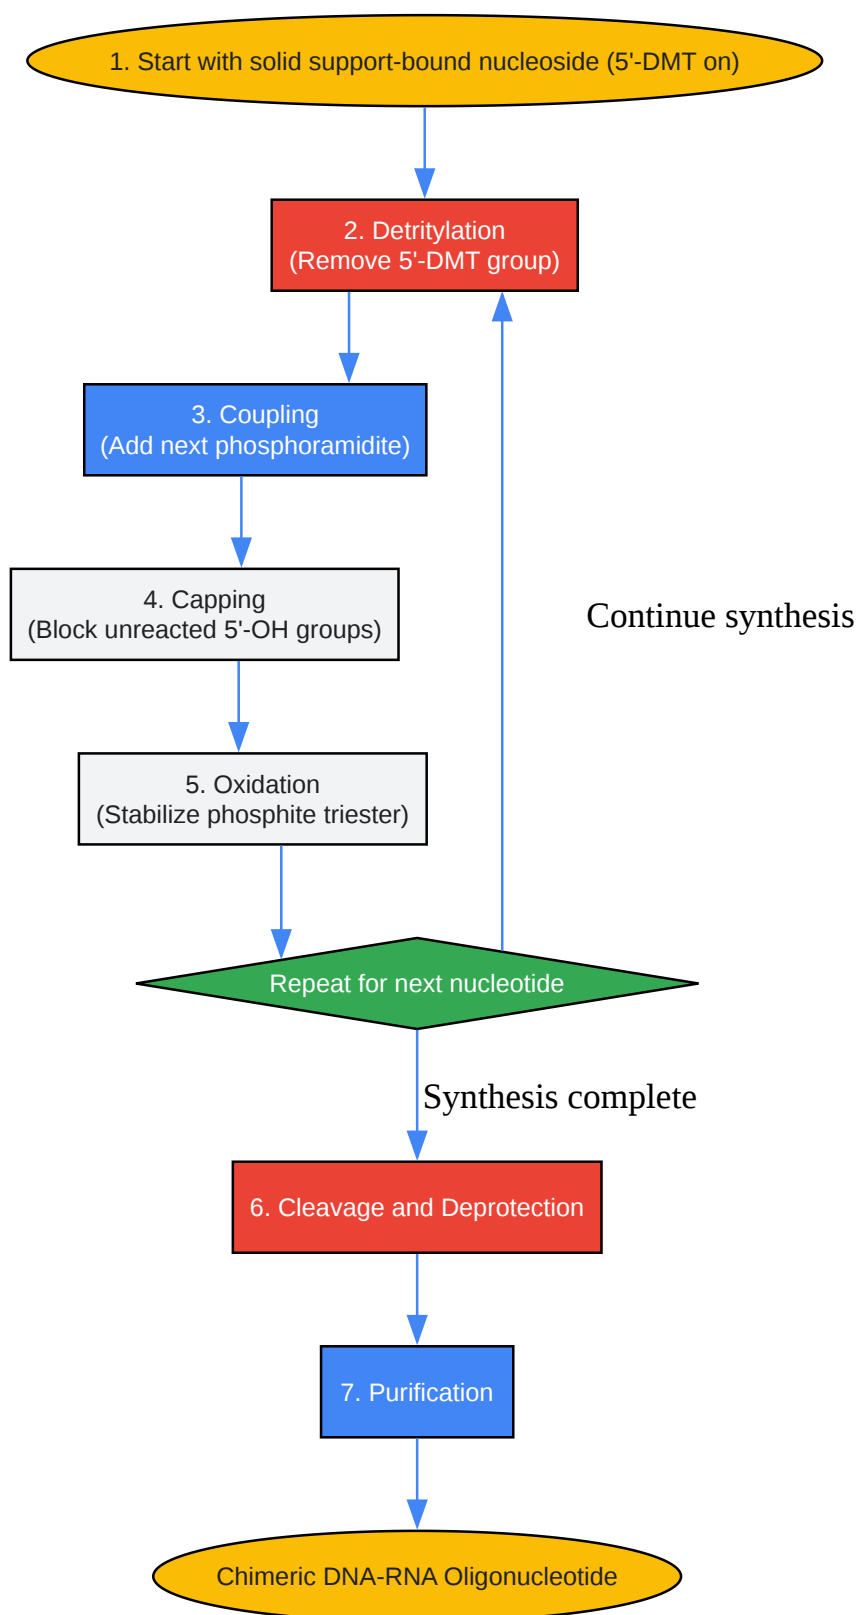 1. Start with solid support-bound nucleoside (5'-DMT on)
2. Detritylation
(Remove 5'-DMT group)
3. Coupling
(Add next phosphoramidite)
4. Capping
(Block unreacted 5'-OH groups)
Continue synthesis
5. Oxidation
(Stabilize phosphite triester)
Repeat for next nucleotide
Synthesis complete
6. Cleavage and Deprotection
7. Purification
Chimeric DNA-RNA Oligonucleotide